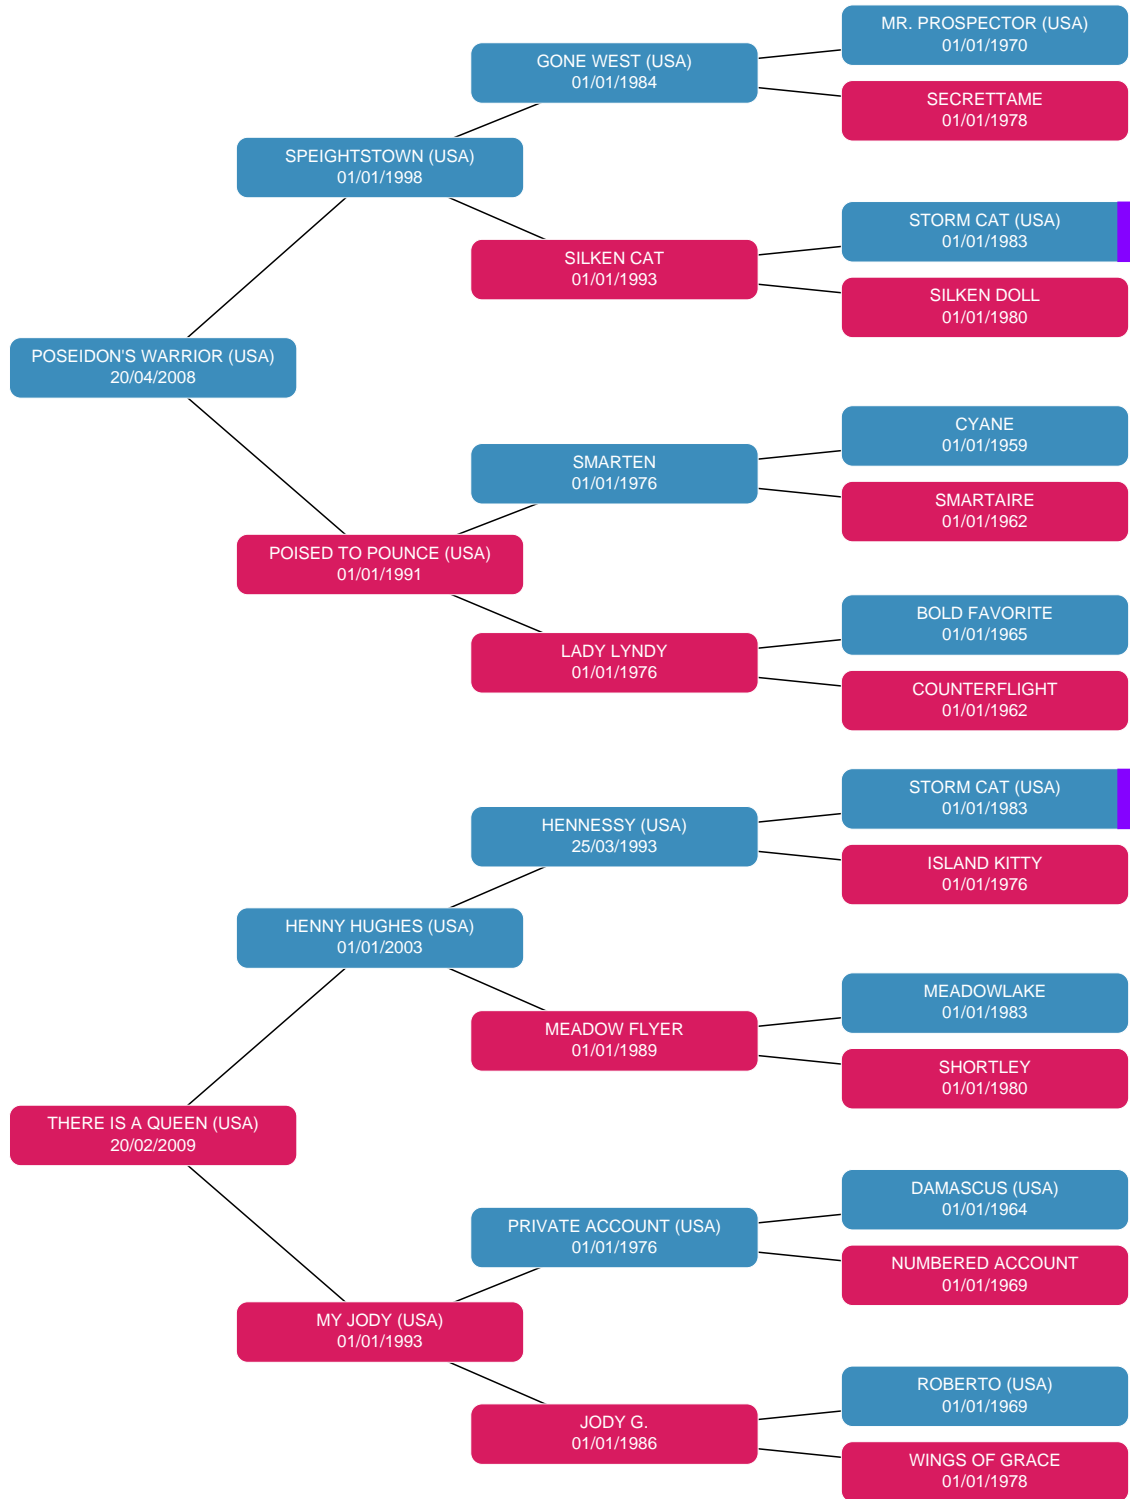 MR. PROSPECTOR (USA)
01/01/1970
GONE WEST (USA)
01/01/1984
SECRETTAME
01/01/1978
SPEIGHTSTOWN (USA)
01/01/1998
STORM CAT (USA)
01/01/1983
SILKEN CAT
01/01/1993
SILKEN DOLL
01/01/1980
POSEIDON'S WARRIOR (USA)
20/04/2008
CYANE
01/01/1959
SMARTEN
01/01/1976
SMARTAIRE
01/01/1962
POISED TO POUNCE (USA)
01/01/1991
BOLD FAVORITE
01/01/1965
LADY LYNDY
01/01/1976
COUNTERFLIGHT
01/01/1962
STORM CAT (USA)
01/01/1983
HENNESSY (USA)
25/03/1993
ISLAND KITTY
01/01/1976
HENNY HUGHES (USA)
01/01/2003
MEADOWLAKE
01/01/1983
MEADOW FLYER
01/01/1989
SHORTLEY
01/01/1980
THERE IS A QUEEN (USA)
20/02/2009
DAMASCUS (USA)
01/01/1964
PRIVATE ACCOUNT (USA)
01/01/1976
NUMBERED ACCOUNT
01/01/1969
MY JODY (USA)
01/01/1993
ROBERTO (USA)
01/01/1969
JODY G.
01/01/1986
WINGS OF GRACE
01/01/1978